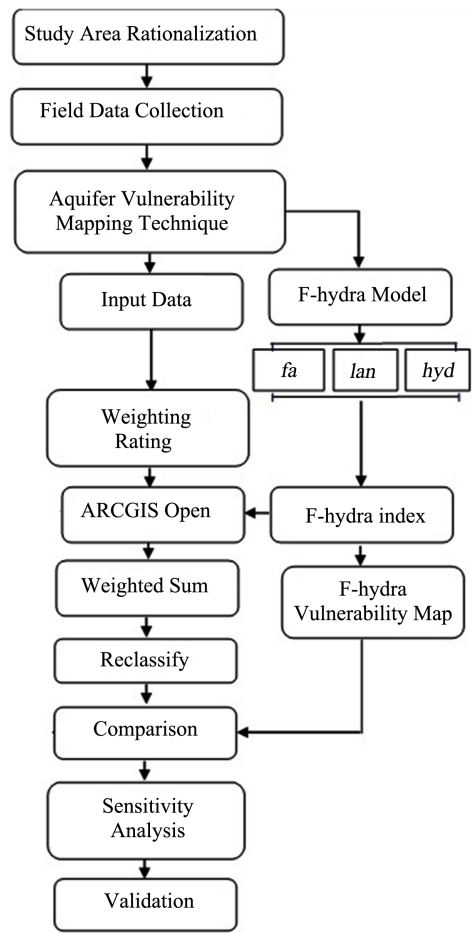 Study Area Rationalization
Field Data Collection
Aquifer Vulnerability
Mapping Technique
Input Data
F-hydra Model
fa
lan
hyd
Weighting
Rating
ARCGIS Open
F-hydra index
Weighted Sum
F-hydra
Vulnerability Map
Reclassify
Comparison
Sensitivity
Analysis
Validation